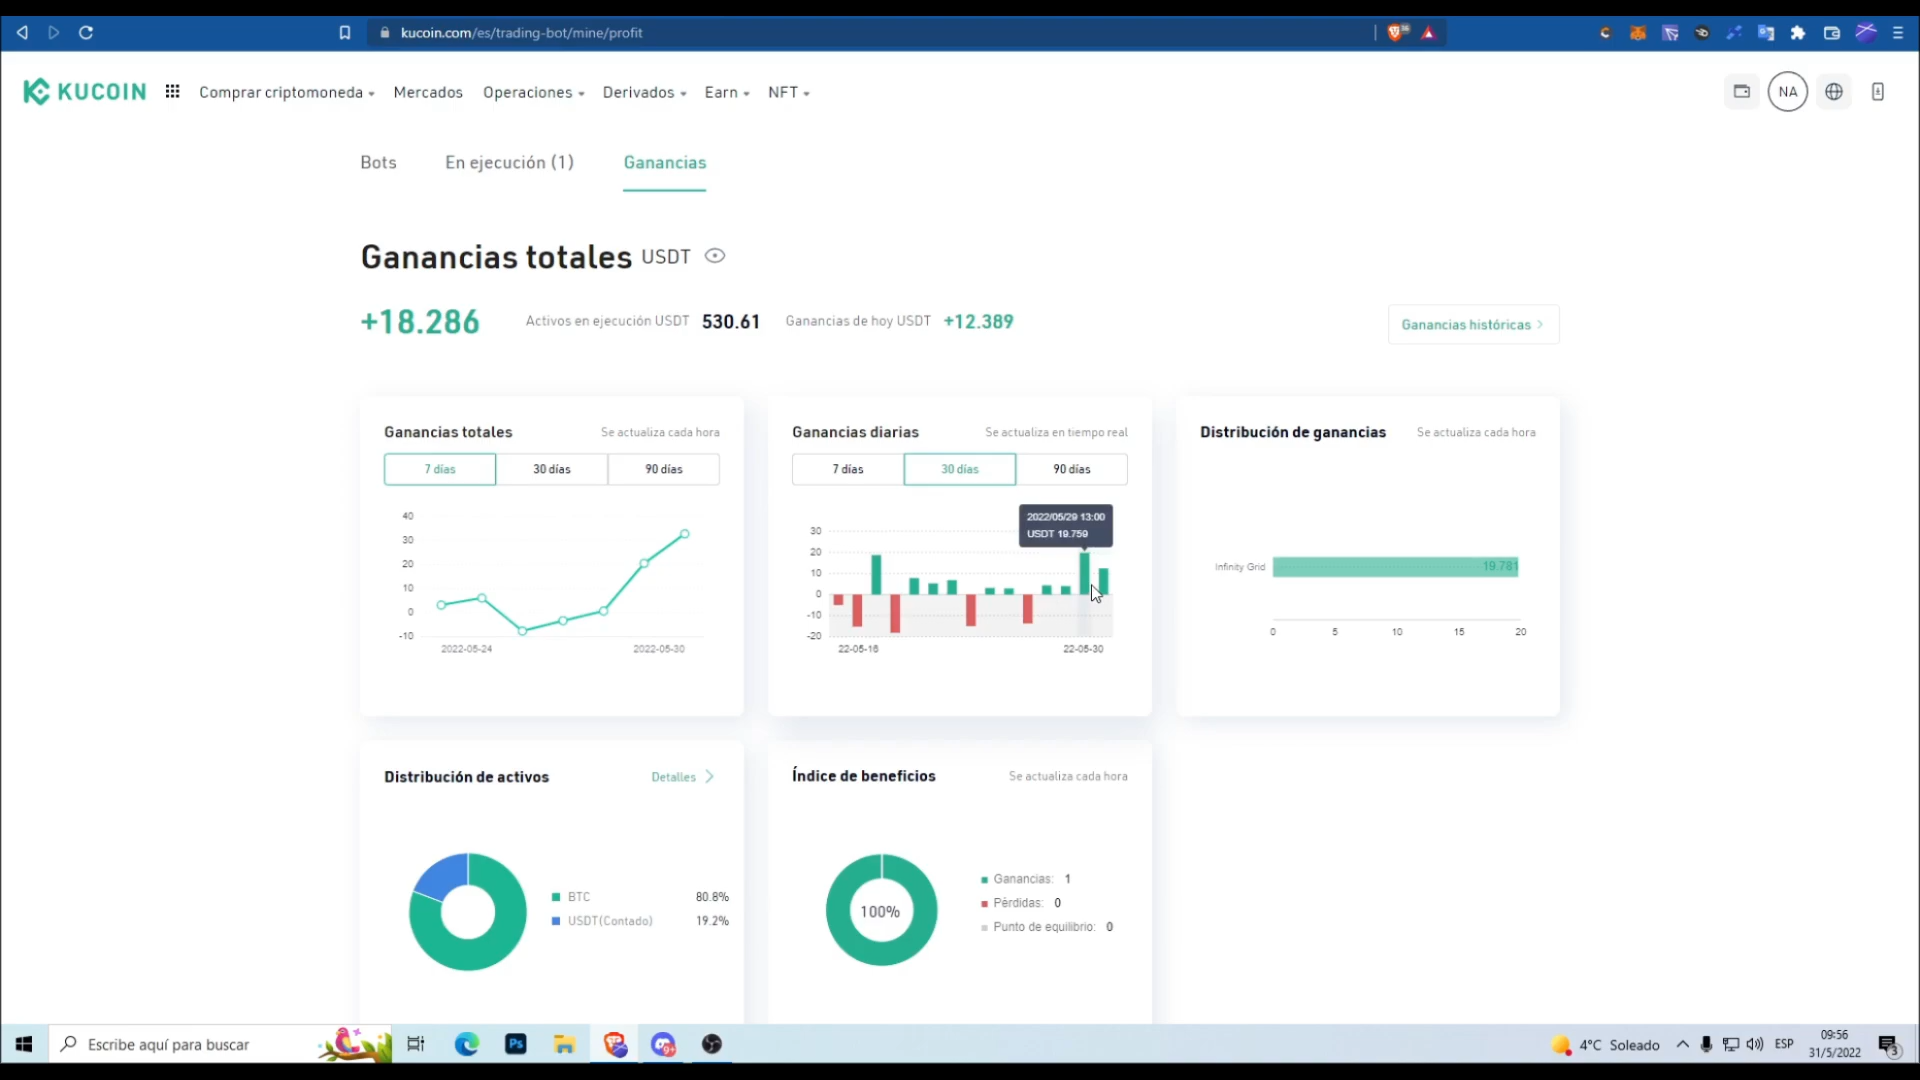 kucoin.com/es/trading-bot/mine/profit
KUCOIN Comprar criptomoneda Mercados Operaciones Derivados Earn NFT NA
Bots En ejecución (1) Ganancias
Ganancias totales USDT
+18.286 Activos en ejecución USDT 530.61 Ganancias de hoy USDT +12.389 Ganancias históricas
Ganancias totales Se actualiza cada hora
7 días 30 días 90 días
40
30
20
10
0
-10
2022-05-24 2022-05-30
Ganancias diarias Se actualiza en tiempo real
7 días 30 días 90 días
2022/05/29 13:00
USDT 19.759
30
20
10
0
-10
-20
22-05-16 22-05-30
Distribución de ganancias Se actualiza cada hora
Infinity Grid 19.781
0 5 10 15 20
Distribución de activos Detalles
BTC 80.8%
USDT(Contado) 19.2%
Índice de beneficios Se actualiza cada hora
100%
Ganancias: 1
Pérdidas: 0
Punto de equilibrio: 0
Escribe aquí para buscar
Ps
9+
4°C Soleado
ESP
09:56
31/5/2022
3